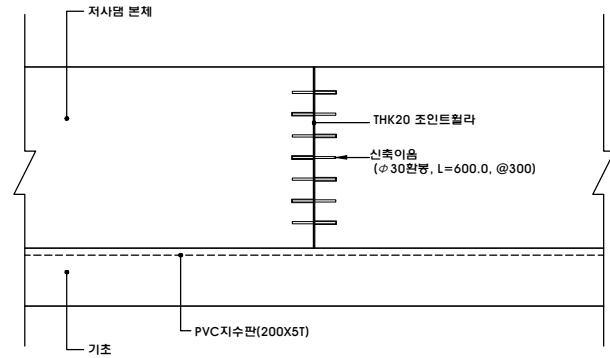 저사댐 본체
THK20 조인트휠라
신축이음
(Φ30환봉, L=600.0, @300)
PVC지수판(200X5T)
기초